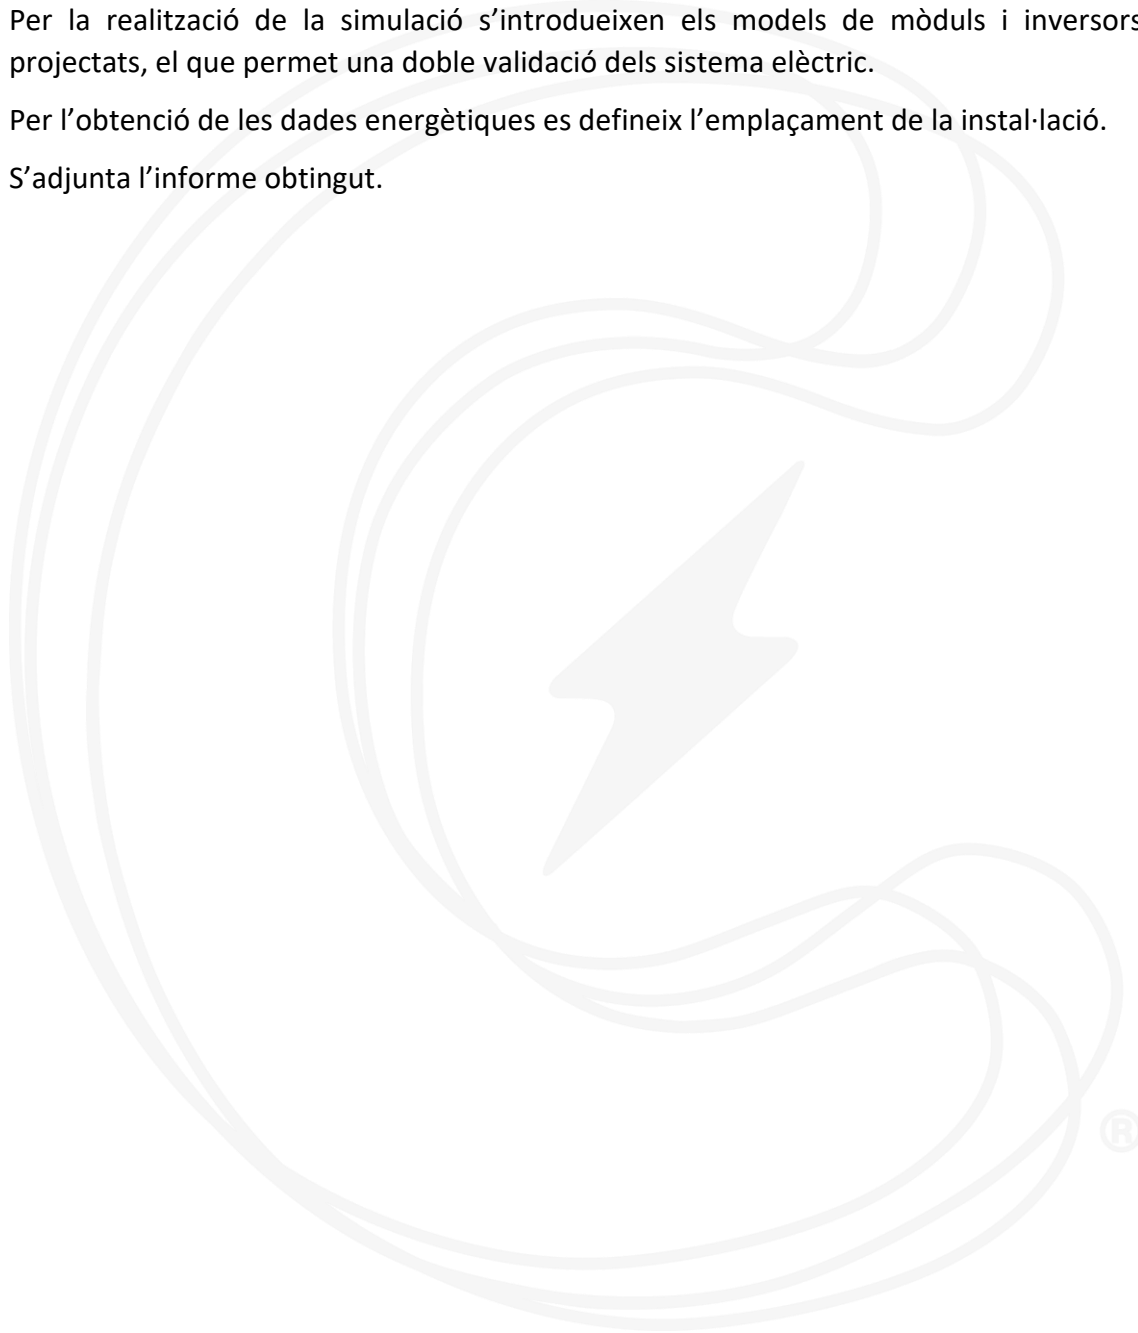 Per la realització de la simulació s’introdueixen els models de mòduls i inversors
projectats, el que permet una doble validació dels sistema elèctric.
Per l’obtenció de les dades energètiques es defineix l’emplaçament de la instal·lació.
S’adjunta l’informe obtingut.
®